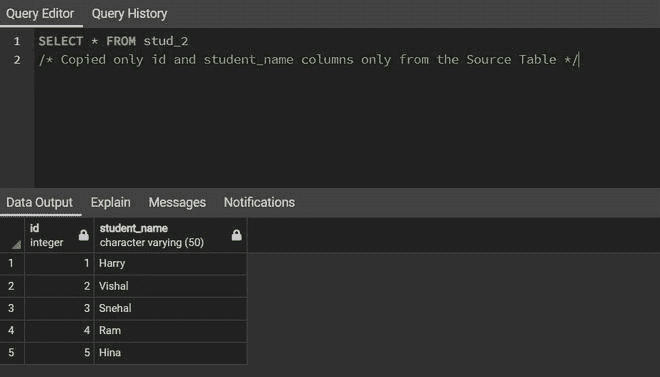 Query Editor Query History
1 SELECT * FROM stud_2
2 /* Copied only id and student_name columns only from the Source Table */
Data Output Explain Messages Notifications
id student_name
integer character varying (50)
1 1 Harry
2 2 Vishal
3 3 Snehal
4 4 Ram
5 5 Hina